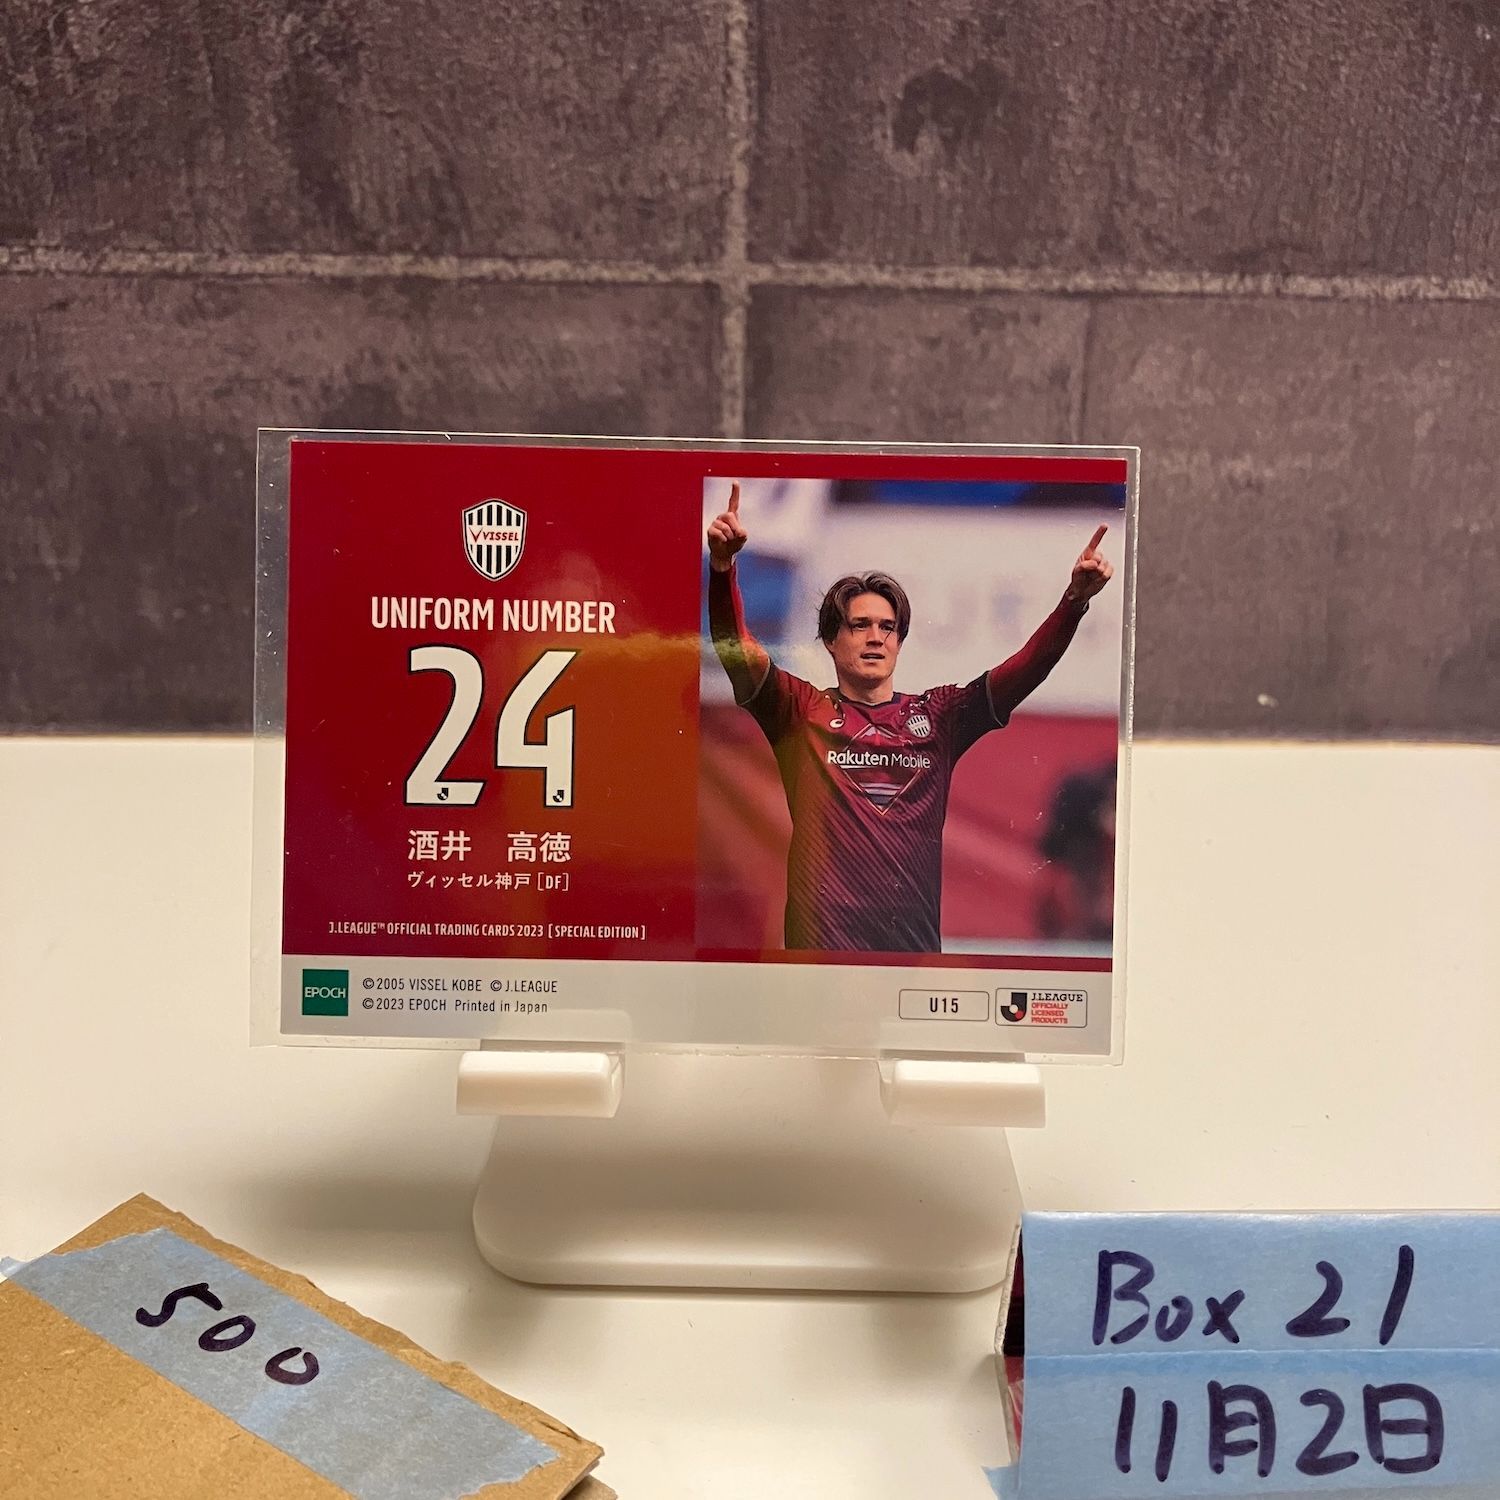 VISSEL
UNIFORM NUMBER
24
酒井 高徳
ヴィッセル神戸 [DF]
J.LEAGUE™ OFFICIAL TRADING CARDS 2023 [SPECIAL EDITION]
EPOCH
©2005 VISSEL KOBE ©J.LEAGUE
©2023 EPOCH Printed in Japan
Rakuten Mobile
U15
J.LEAGUE
OFFICIALLY
LICENSED
PRODUCTS
500
Box 21
11月2日